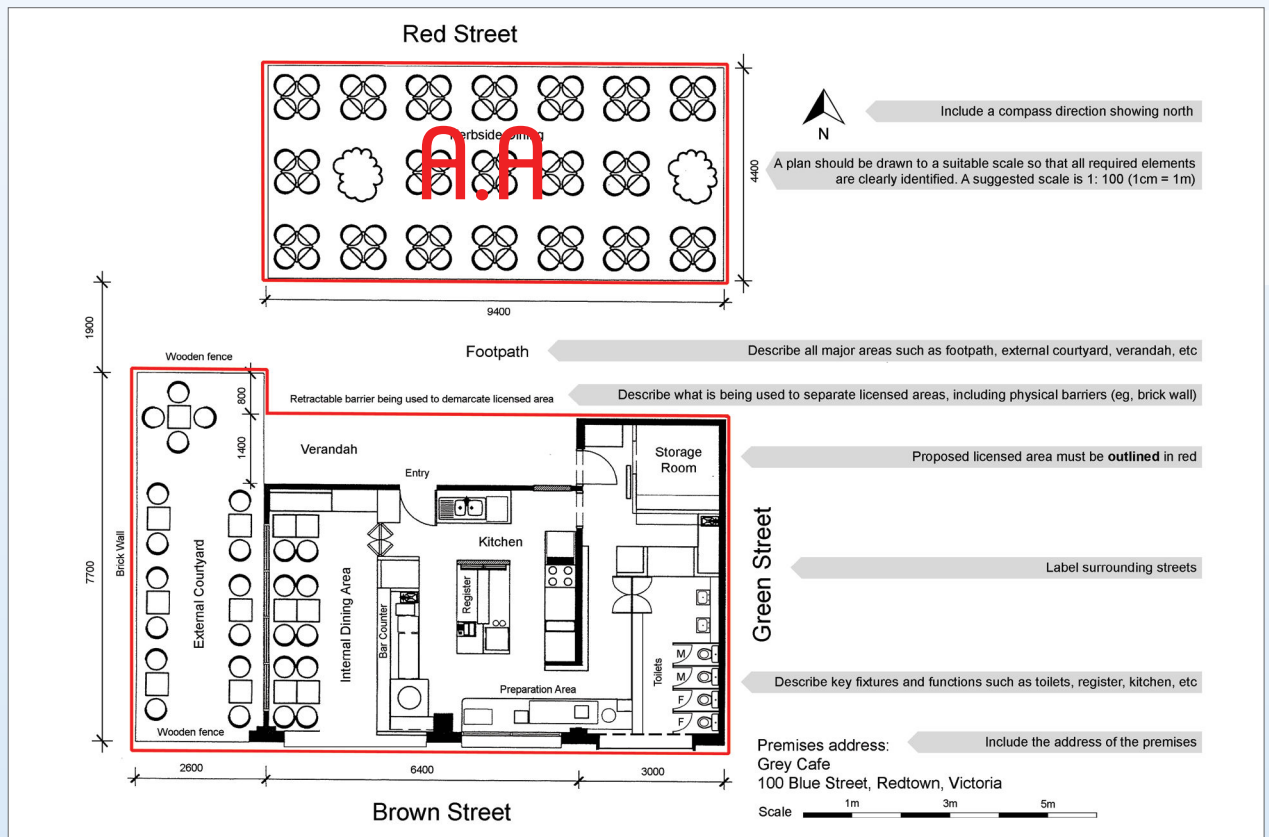 Red Street
Kerbside Dining
A.A
N
Include a compass direction showing north
4400
A plan should be drawn to a suitable scale so that all required elements
are clearly identified. A suggested scale is 1: 100 (1cm = 1m)
9400
1900
Footpath
Describe all major areas such as footpath, external courtyard, verandah, etc
Wooden fence
800
Retractable barrier being used to demarcate licensed area
Describe what is being used to separate licensed areas, including physical barriers (eg, brick wall)
1400
Verandah
Entry
Storage
Room
Proposed licensed area must be outlined in red
7700
Brick Wall
External Courtyard
Internal Dining Area
Bar Counter
Kitchen
Register
Green Street
Label surrounding streets
Toilets
M
M
F
F
Preparation Area
Describe key fixtures and functions such as toilets, register, kitchen, etc
Wooden fence
Premises address:
Grey Cafe
100 Blue Street, Redtown, Victoria
Include the address of the premises
2600
6400
3000
Brown Street
Scale
1m
3m
5m